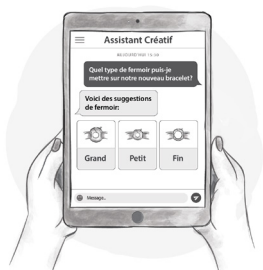 Assistant Créatif
Quel type de fermoir puis-je
mettre sur notre nouveau bracelet?
Voici des suggestions
de fermoir:
Grand Petit Fin
Message..